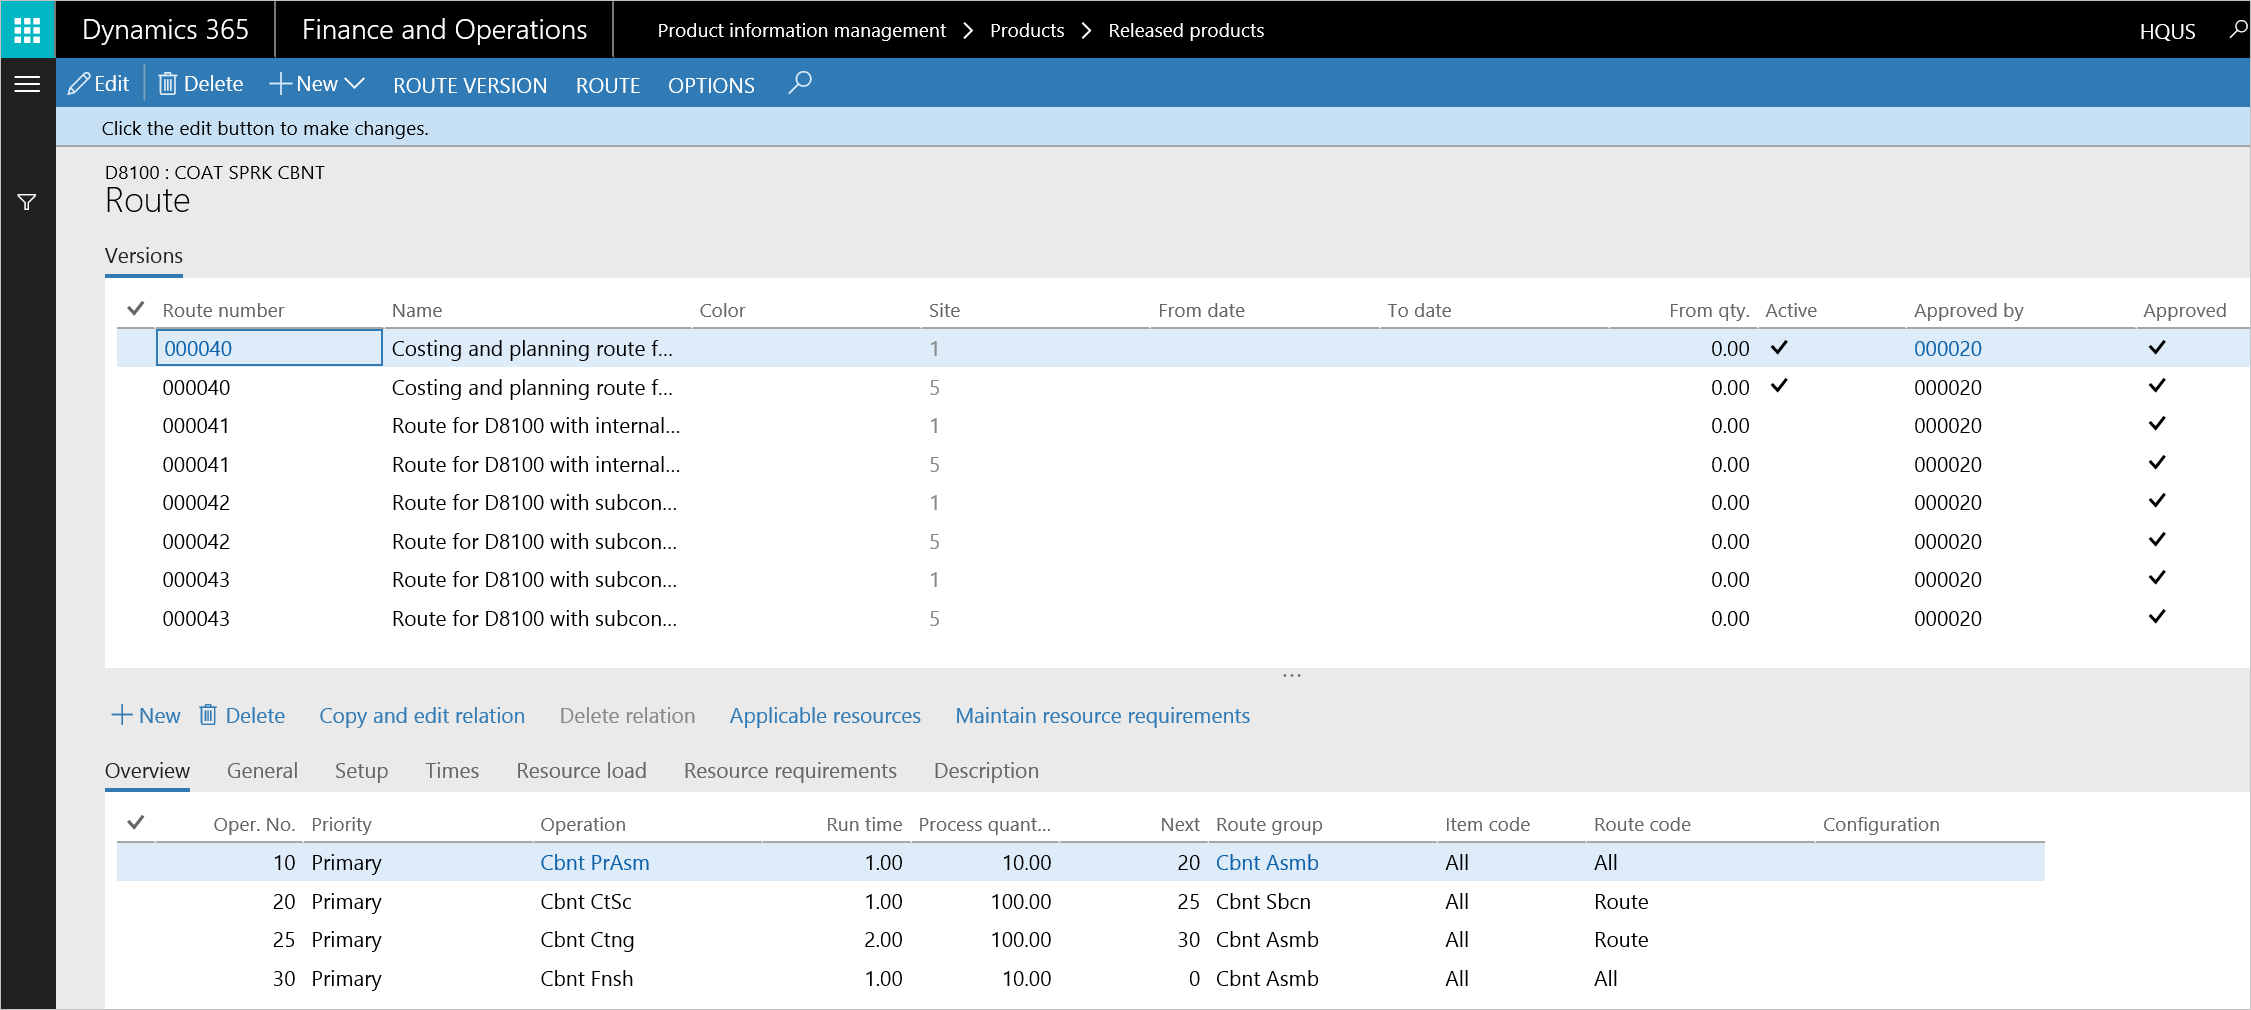 Dynamics 365 Finance and Operations Product information management Products Released products HQUS
Edit Delete New ROUTE VERSION ROUTE OPTIONS
Click the edit button to make changes.
D8100 : COAT SPRK CBNT
Route
Versions
Route number Name Color Site From date To date From qty. Active Approved by Approved
000040 Costing and planning route f... 1 0.00 000020
000040 Costing and planning route f... 5 0.00 000020
000041 Route for D8100 with internal... 1 0.00 000020
000041 Route for D8100 with internal... 5 0.00 000020
000042 Route for D8100 with subcon... 1 0.00 000020
000042 Route for D8100 with subcon... 5 0.00 000020
000043 Route for D8100 with subcon... 1 0.00 000020
000043 Route for D8100 with subcon... 5 0.00 000020
...
New Delete Copy and edit relation Delete relation Applicable resources Maintain resource requirements
Overview General Setup Times Resource load Resource requirements Description
Oper. No. Priority Operation Run time Process quant... Next Route group Item code Route code Configuration
10 Primary Cbnt PrAsm 1.00 10.00 20 Cbnt Asmb All All
20 Primary Cbnt CtSc 1.00 100.00 25 Cbnt Sbcn All Route
25 Primary Cbnt Ctng 2.00 100.00 30 Cbnt Asmb All Route
30 Primary Cbnt Fnsh 1.00 10.00 0 Cbnt Asmb All All